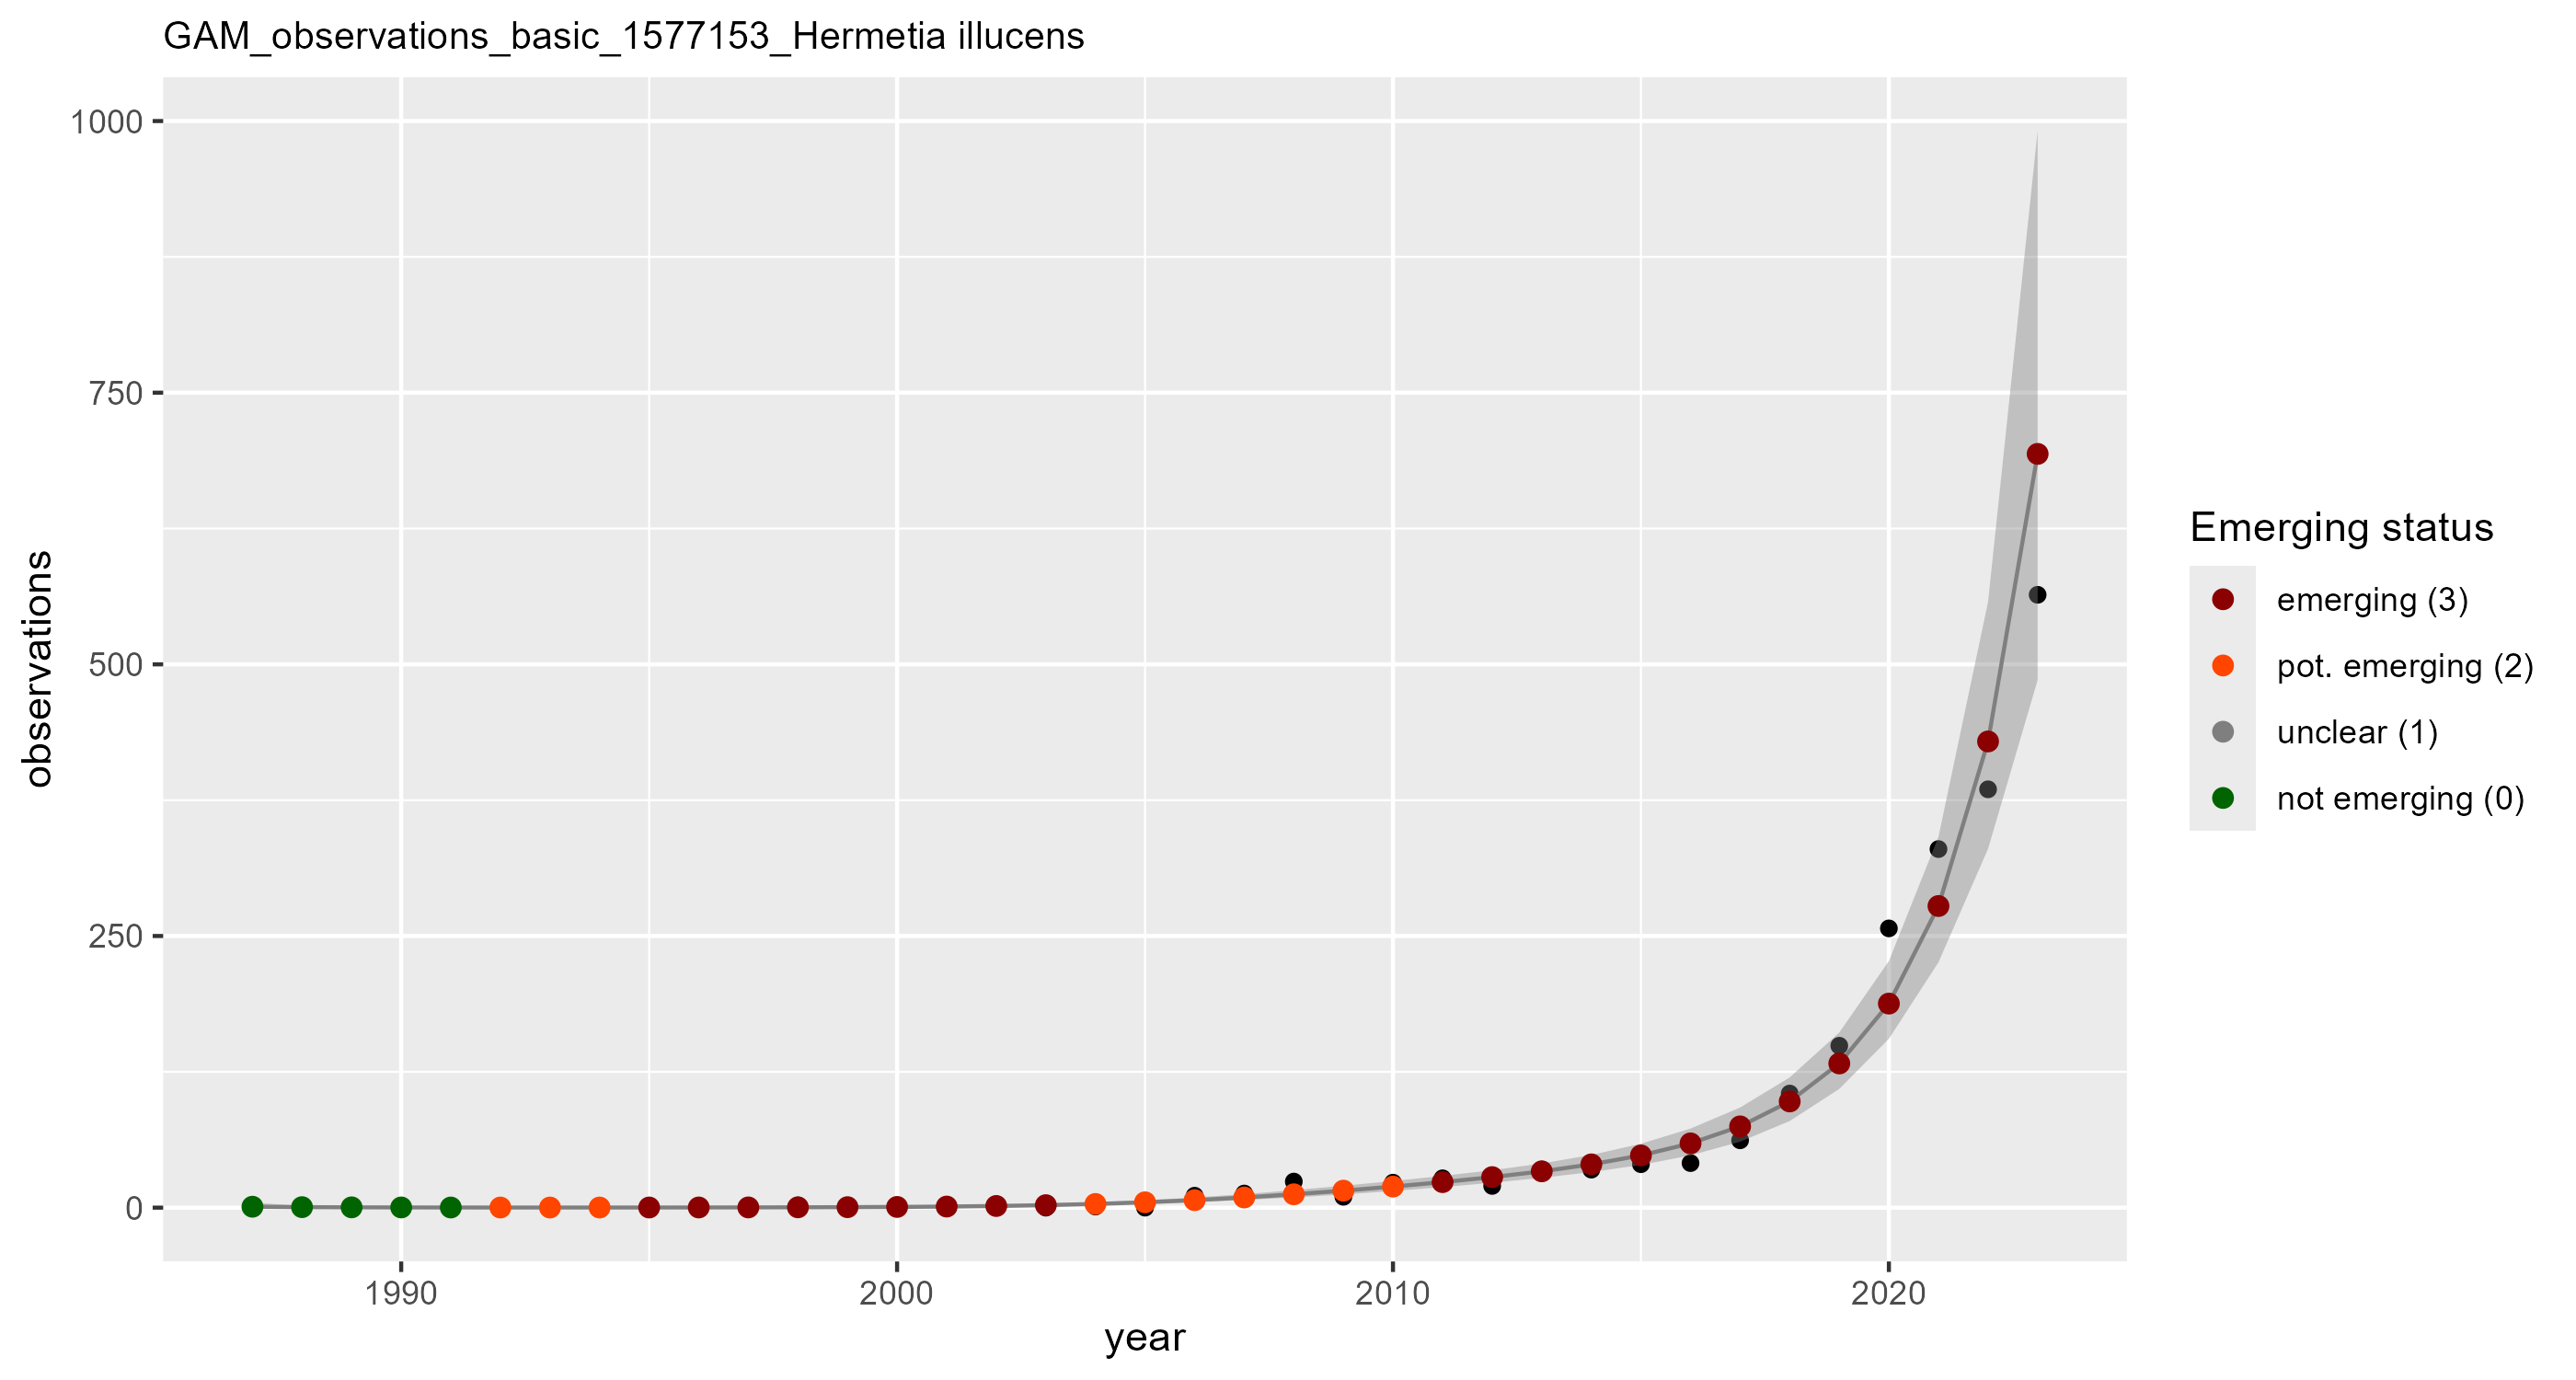 GAM_observations_basic_1577153_Hermetia illucens
1000
750
500
250
0
observations
1990
2000
2010
2020
year
Emerging status
emerging (3)
pot. emerging (2)
unclear (1)
not emerging (0)